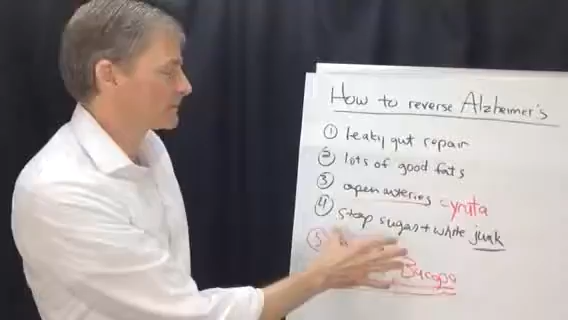 How to reverse Alzheimer's
① leaky gut repair
② lots of good fats
③ open arteries cyruta
④ stop sugar + white junk
⑤
Bacopa